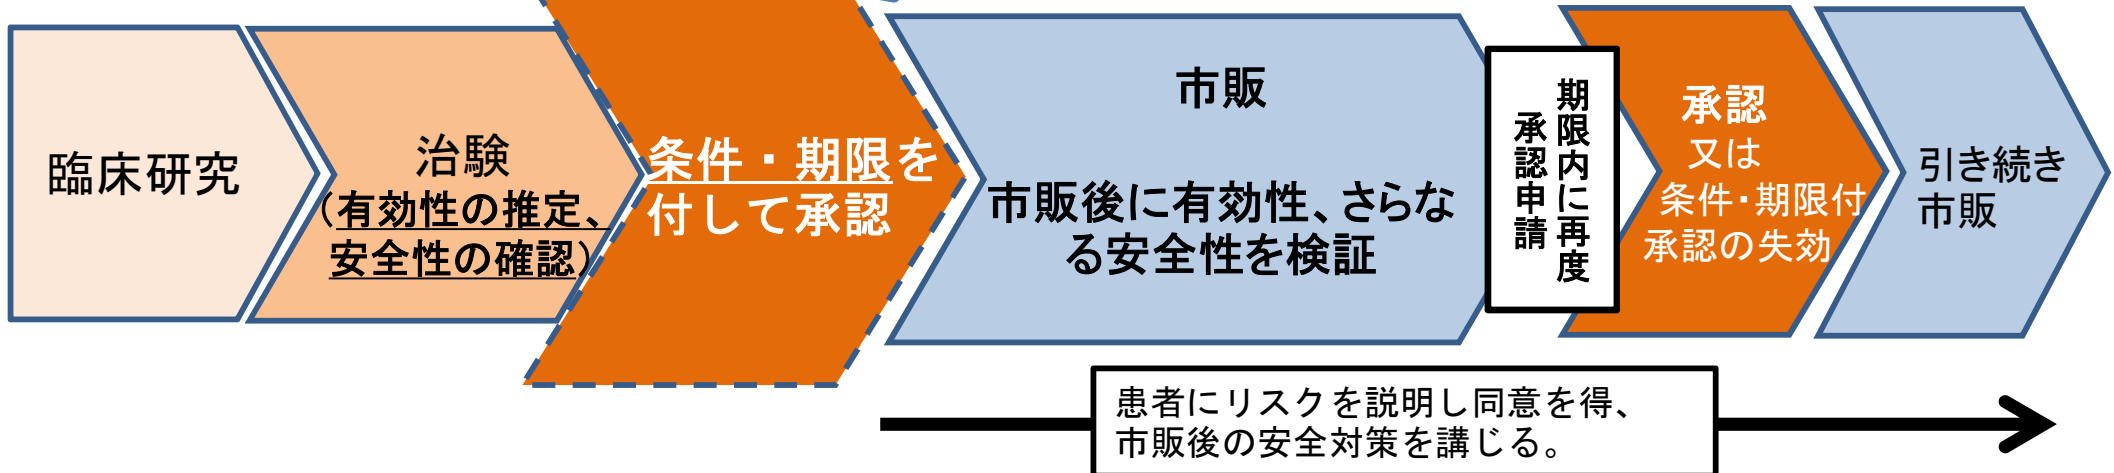 臨床研究
治験
（有効性の推定、
安全性の確認）
条件・期限を
付して承認
市販
市販後に有効性、さらな
る安全性を検証
期限内に再度
承認申請
承認
又は
条件・期限付
承認の失効
引き続き
市販
患者にリスクを説明し同意を得、
市販後の安全対策を講じる。